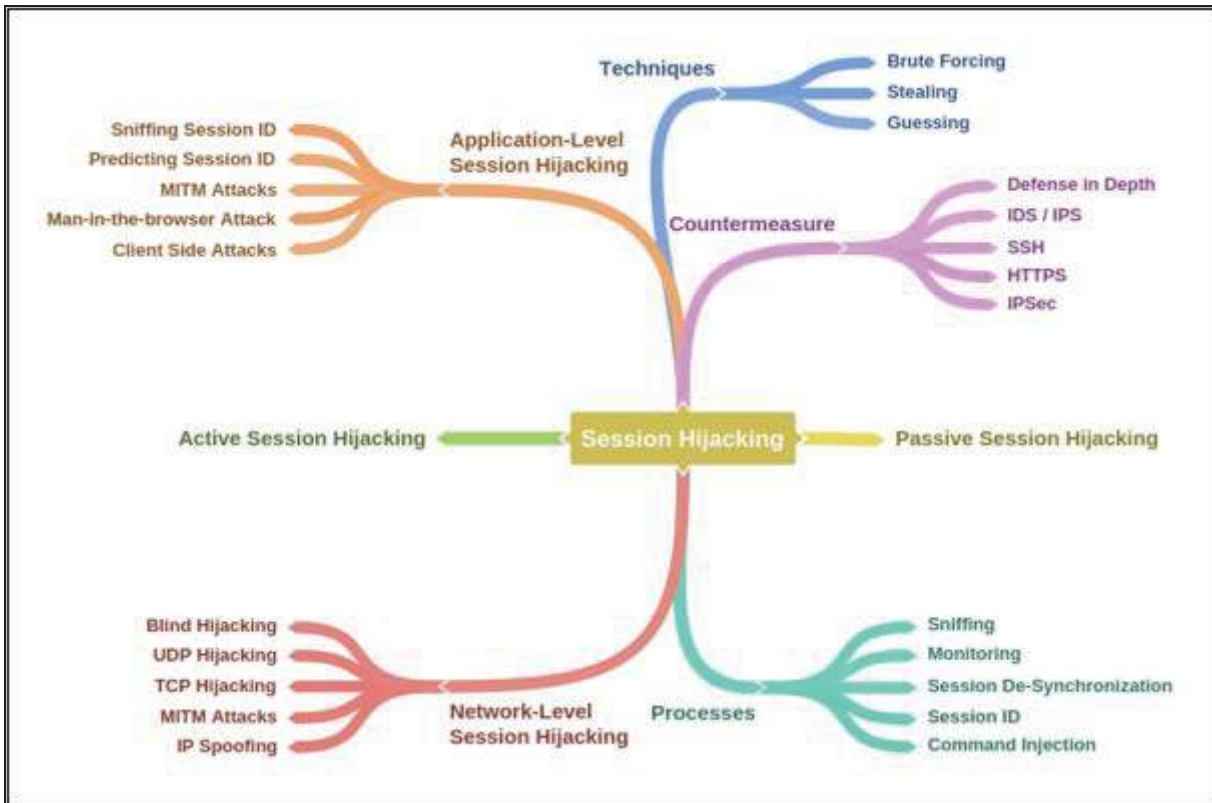 Techniques
Brute Forcing
Stealing
Guessing
Application-Level
Session Hijacking
Sniffing Session ID
Predicting Session ID
MITM Attacks
Man-in-the-browser Attack
Client Side Attacks
Countermeasure
Defense in Depth
IDS / IPS
SSH
HTTPS
IPSec
Active Session Hijacking
Session Hijacking
Passive Session Hijacking
Blind Hijacking
UDP Hijacking
TCP Hijacking
MITM Attacks
IP Spoofing
Network-Level
Session Hijacking
Processes
Sniffing
Monitoring
Session De-Synchronization
Session ID
Command Injection